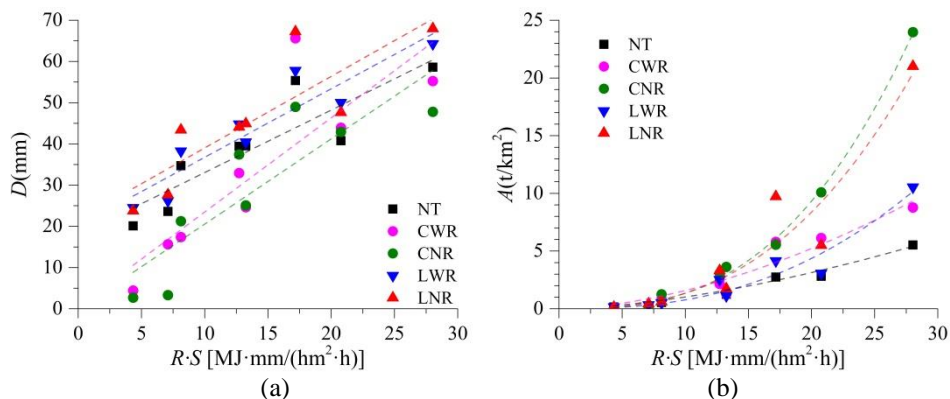 70
60
50
40
30
20
10
0
D(mm)
NT
CWR
CNR
LWR
LNR
0 5 10 15 20 25 30
R·S [MJ·mm/(hm²·h)]
(a)
25
20
15
10
5
0
A(t/km²)
NT
CWR
CNR
LWR
LNR
0 5 10 15 20 25 30
R·S [MJ·mm/(hm²·h)]
(b)